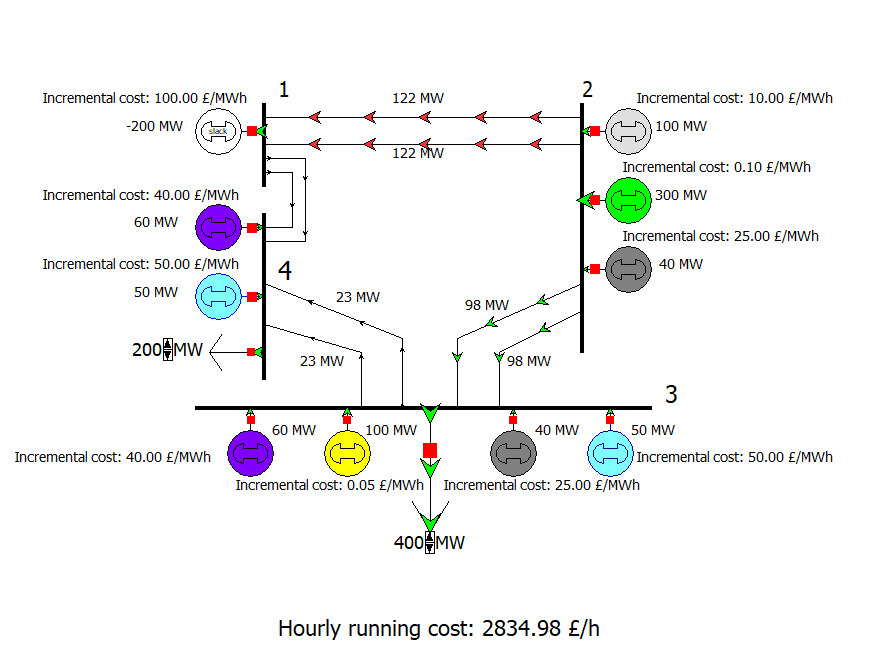 1
2
Incremental cost: 100.00 £/MWh
122 MW
Incremental cost: 10.00 £/MWh
-200 MW
slack
100 MW
122 MW
Incremental cost: 0.10 £/MWh
Incremental cost: 40.00 £/MWh
300 MW
60 MW
Incremental cost: 25.00 £/MWh
Incremental cost: 50.00 £/MWh
4
40 MW
50 MW
23 MW
98 MW
200 MW
23 MW
98 MW
3
60 MW
100 MW
40 MW
50 MW
Incremental cost: 40.00 £/MWh
Incremental cost: 50.00 £/MWh
Incremental cost: 0.05 £/MWh
Incremental cost: 25.00 £/MWh
400 MW
Hourly running cost: 2834.98 £/h